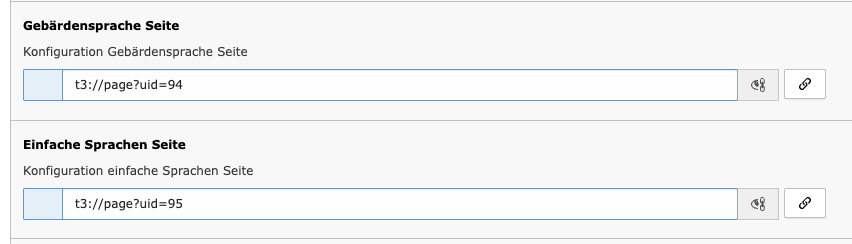 Gebärdensprache Seite
Konfiguration Gebärdensprache Seite
t3://page?uid=94
Einfache Sprachen Seite
Konfiguration einfache Sprachen Seite
t3://page?uid=95